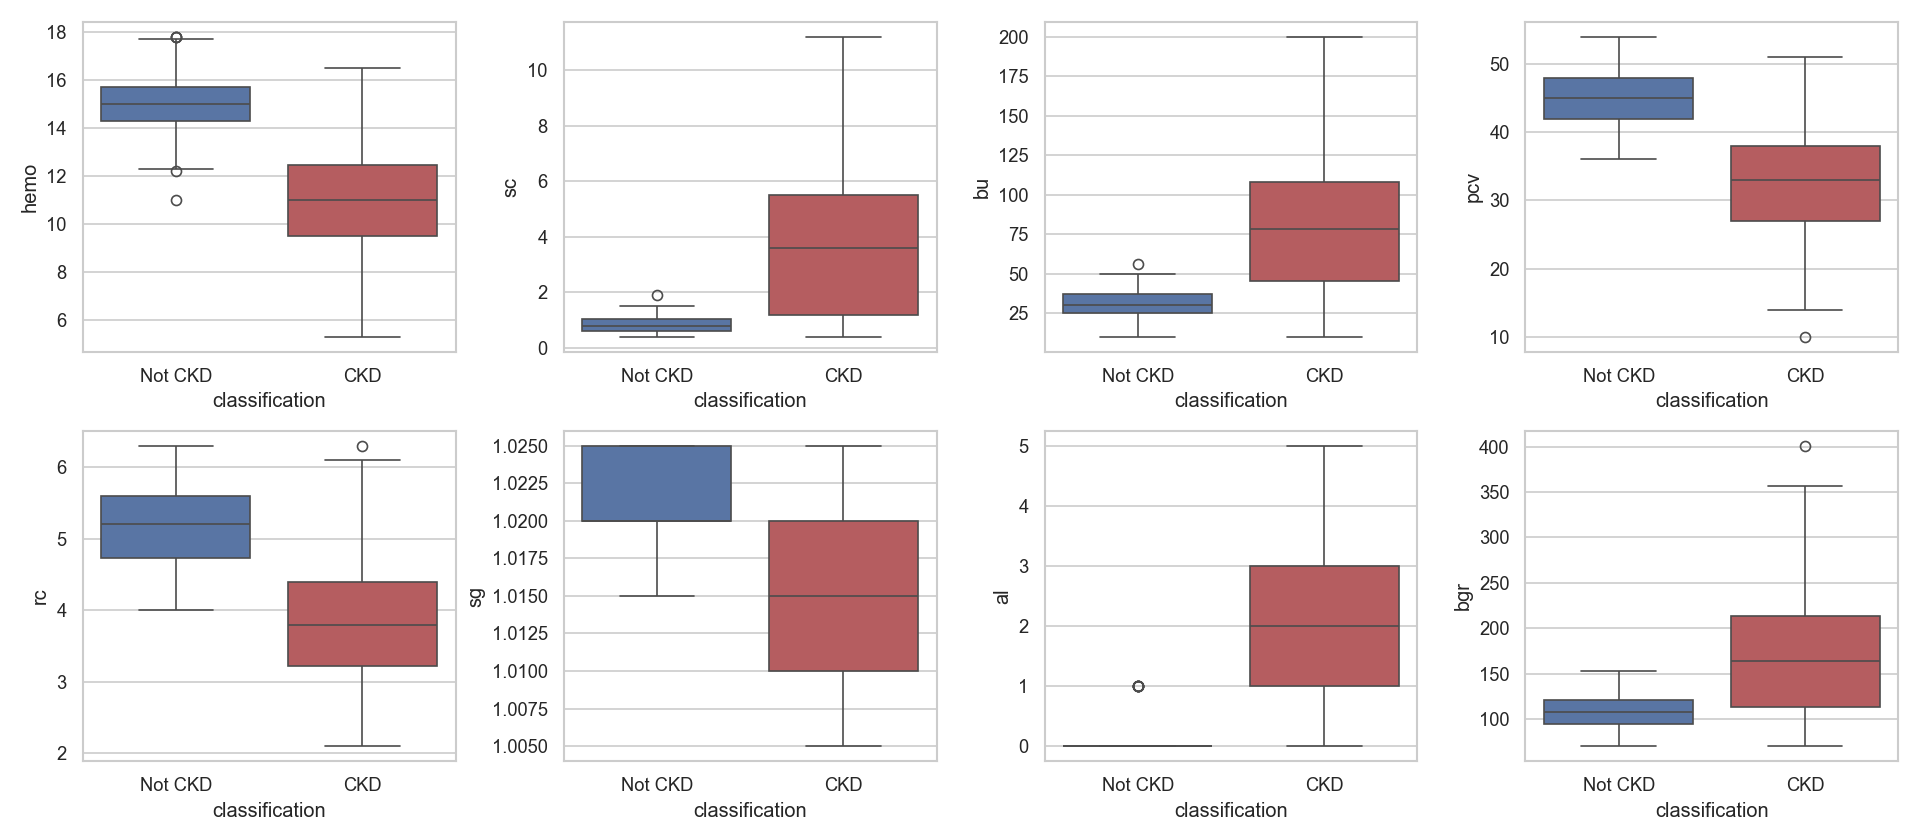 hemo
18
16
14
12
10
8
6
Not CKD CKD
classification
sc
10
8
6
4
2
0
Not CKD CKD
classification
bu
200
175
150
125
100
75
50
25
Not CKD CKD
classification
pcv
50
40
30
20
10
Not CKD CKD
classification
rc
6
5
4
3
2
Not CKD CKD
classification
sg
1.0250
1.0225
1.0200
1.0175
1.0150
1.0125
1.0100
1.0075
1.0050
Not CKD CKD
classification
al
5
4
3
2
1
0
Not CKD CKD
classification
bgr
400
350
300
250
200
150
100
Not CKD CKD
classification